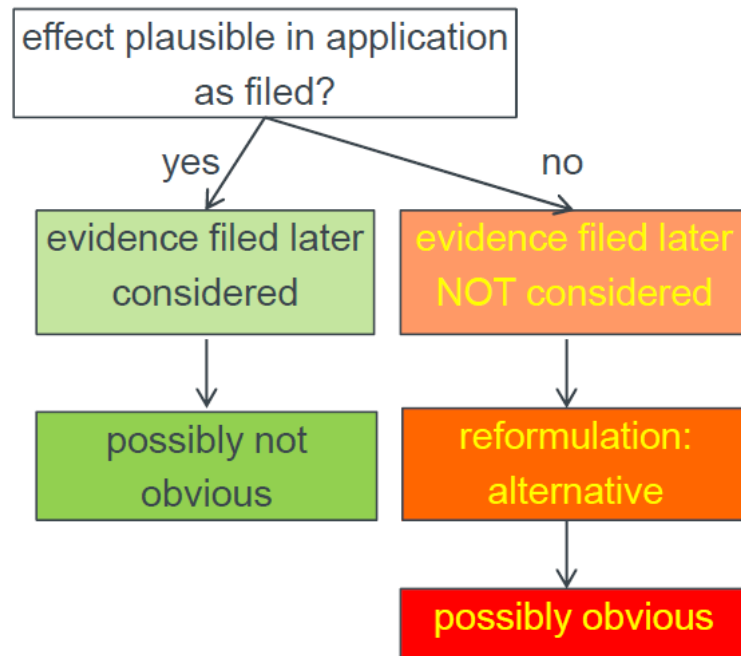 effect plausible in application
as filed?
yes
no
evidence filed later
considered
evidence filed later
NOT considered
possibly not
obvious
reformulation:
alternative
possibly obvious